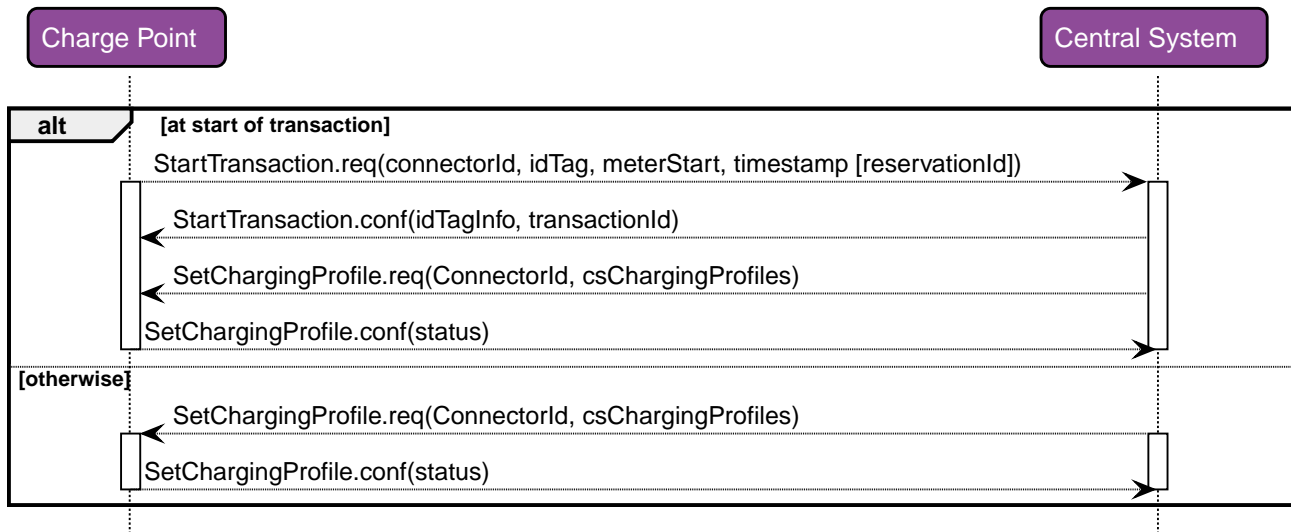 Charge Point
Central System
alt
[at start of transaction]
StartTransaction.req(connectorId, idTag, meterStart, timestamp [reservationId])
StartTransaction.conf(idTagInfo, transactionId)
SetChargingProfile.req(ConnectorId, csChargingProfiles)
SetChargingProfile.conf(status)
[otherwise]
SetChargingProfile.req(ConnectorId, csChargingProfiles)
SetChargingProfile.conf(status)